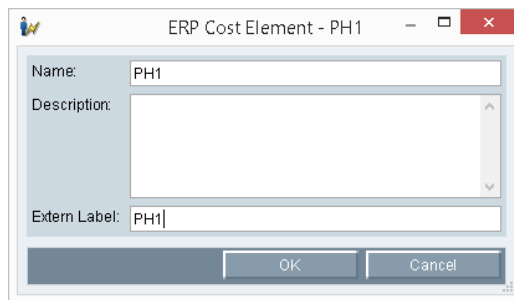 ERP Cost Element - PH1
Name: PH1
Description:
Extern Label: PH1
OK Cancel